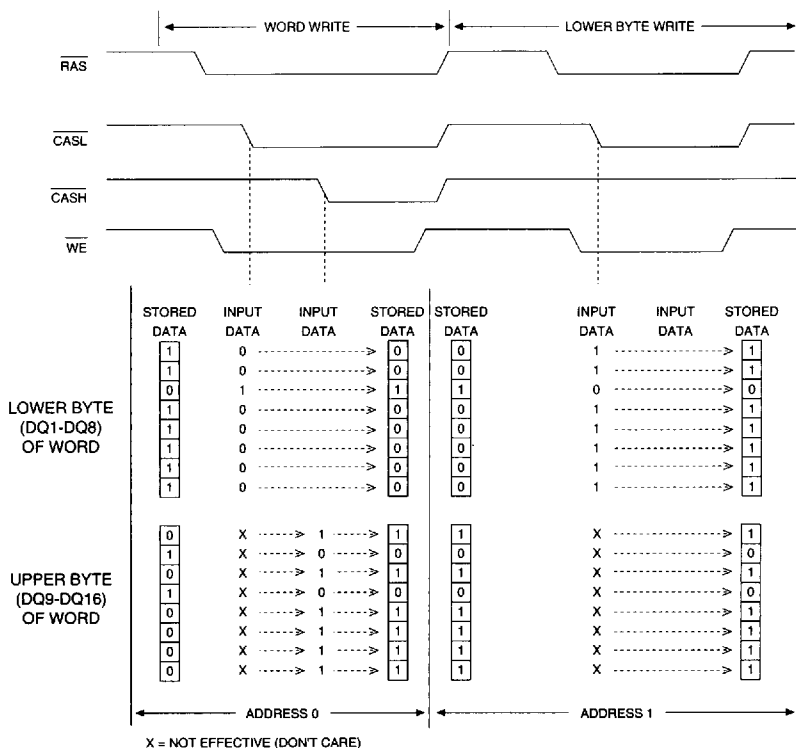 WORD WRITE LOWER BYTE WRITE
RAS
CASL
CASH
WE
STORED INPUT INPUT STORED STORED INPUT INPUT STORED
DATA DATA DATA DATA DATA DATA DATA DATA
1 0 0 0 1 1
1 0 0 0 1 1
0 1 1 1 0 0
LOWER BYTE 1 0 0 0 1 1
(DQ1-DQ8) 1 0 0 0 1 1
OF WORD 1 0 0 0 1 1
1 0 0 0 1 1
1 0 0 0 1 1
0 X 1 1 1 X 1
1 X 0 0 0 X 0
0 X 1 1 1 X 1
UPPER BYTE 1 X 0 0 0 X 0
(DQ9-DQ16) 0 X 1 1 1 X 1
OF WORD 0 X 1 1 1 X 1
0 X 1 1 1 X 1
0 X 1 1 1 X 1
ADDRESS 0 ADDRESS 1
X = NOT EFFECTIVE (DON'T CARE)